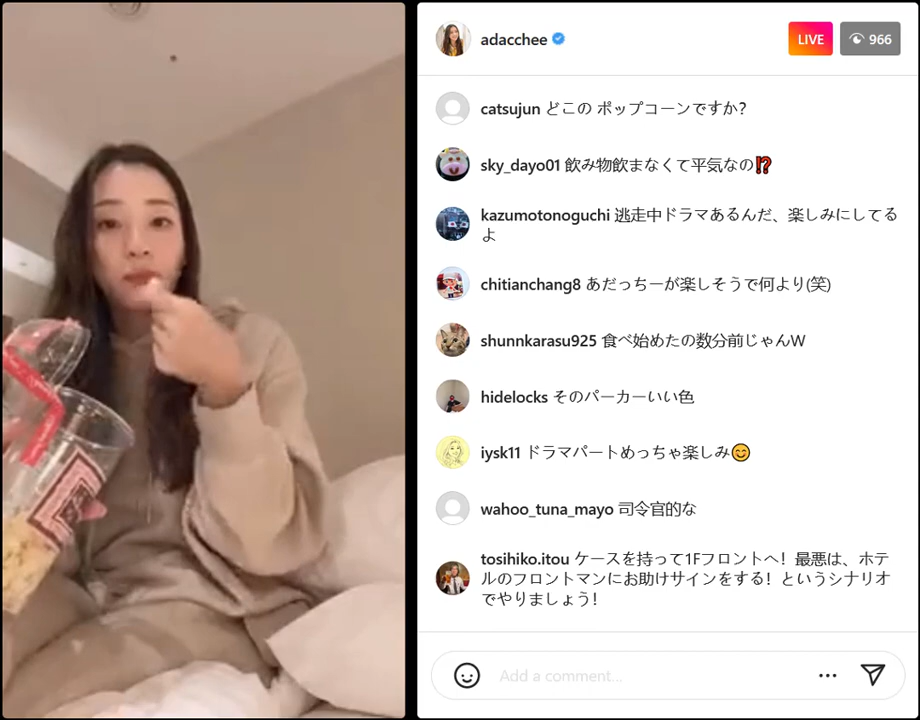 adacchee
LIVE
966
catsjun どこの ポップコーンですか?
sky_dayo01 飲み物飲まなくて平気なの⁉️
kazumotonoguchi 逃走中ドラマあるんだ、楽しみにしてる
よ
chitianchang8 あだっちーが楽しそうで何より(笑)
shunnkarasu925 食べ始めたの数分前じゃんW
hidelocks そのパーカーいい色
iysk11 ドラマパートめっちゃ楽しみ😊
wahoo_tuna_mayo 司令官的な
tosihiko.itou ケースを持って1Fフロントへ！最悪は、ホテ
ルのフロントマンにお助けサインをする！というシナリオ
でやりましょう！
Add a comment...